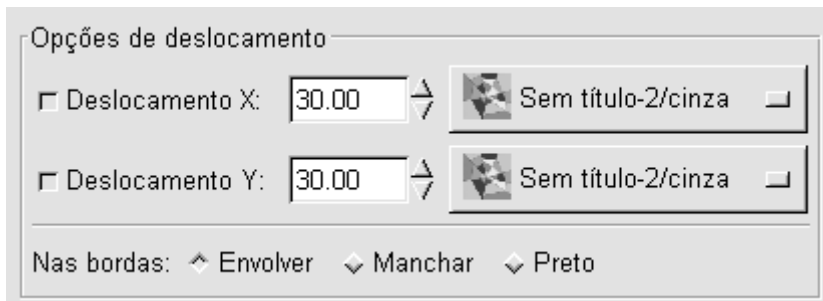 Opções de deslocamento
Deslocamento X: 30.00 Sem título-2/cinza
Deslocamento Y: 30.00 Sem título-2/cinza
Nas bordas: Envolver Manchar Preto